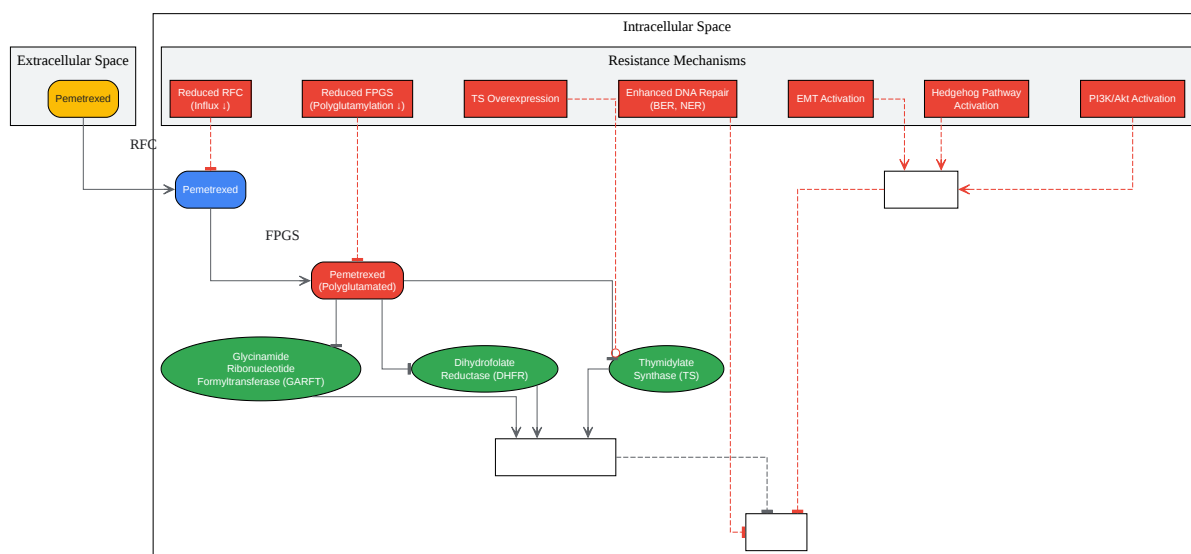 Intracellular Space
Extracellular Space
Resistance Mechanisms
Pemetrexed
Reduced RFC
(Influx ↓)
Reduced FPGS
(Polyglutamylation ↓)
TS Overexpression
Enhanced DNA Repair
(BER, NER)
EMT Activation
Hedgehog Pathway
Activation
PI3K/Akt Activation
RFC
Pemetrexed
FPGS
Pemetrexed
(Polyglutamated)
Glycinamide
Ribonucleotide
Formyltransferase (GARFT)
Dihydrofolate
Reductase (DHFR)
Thymidylate
Synthase (TS)